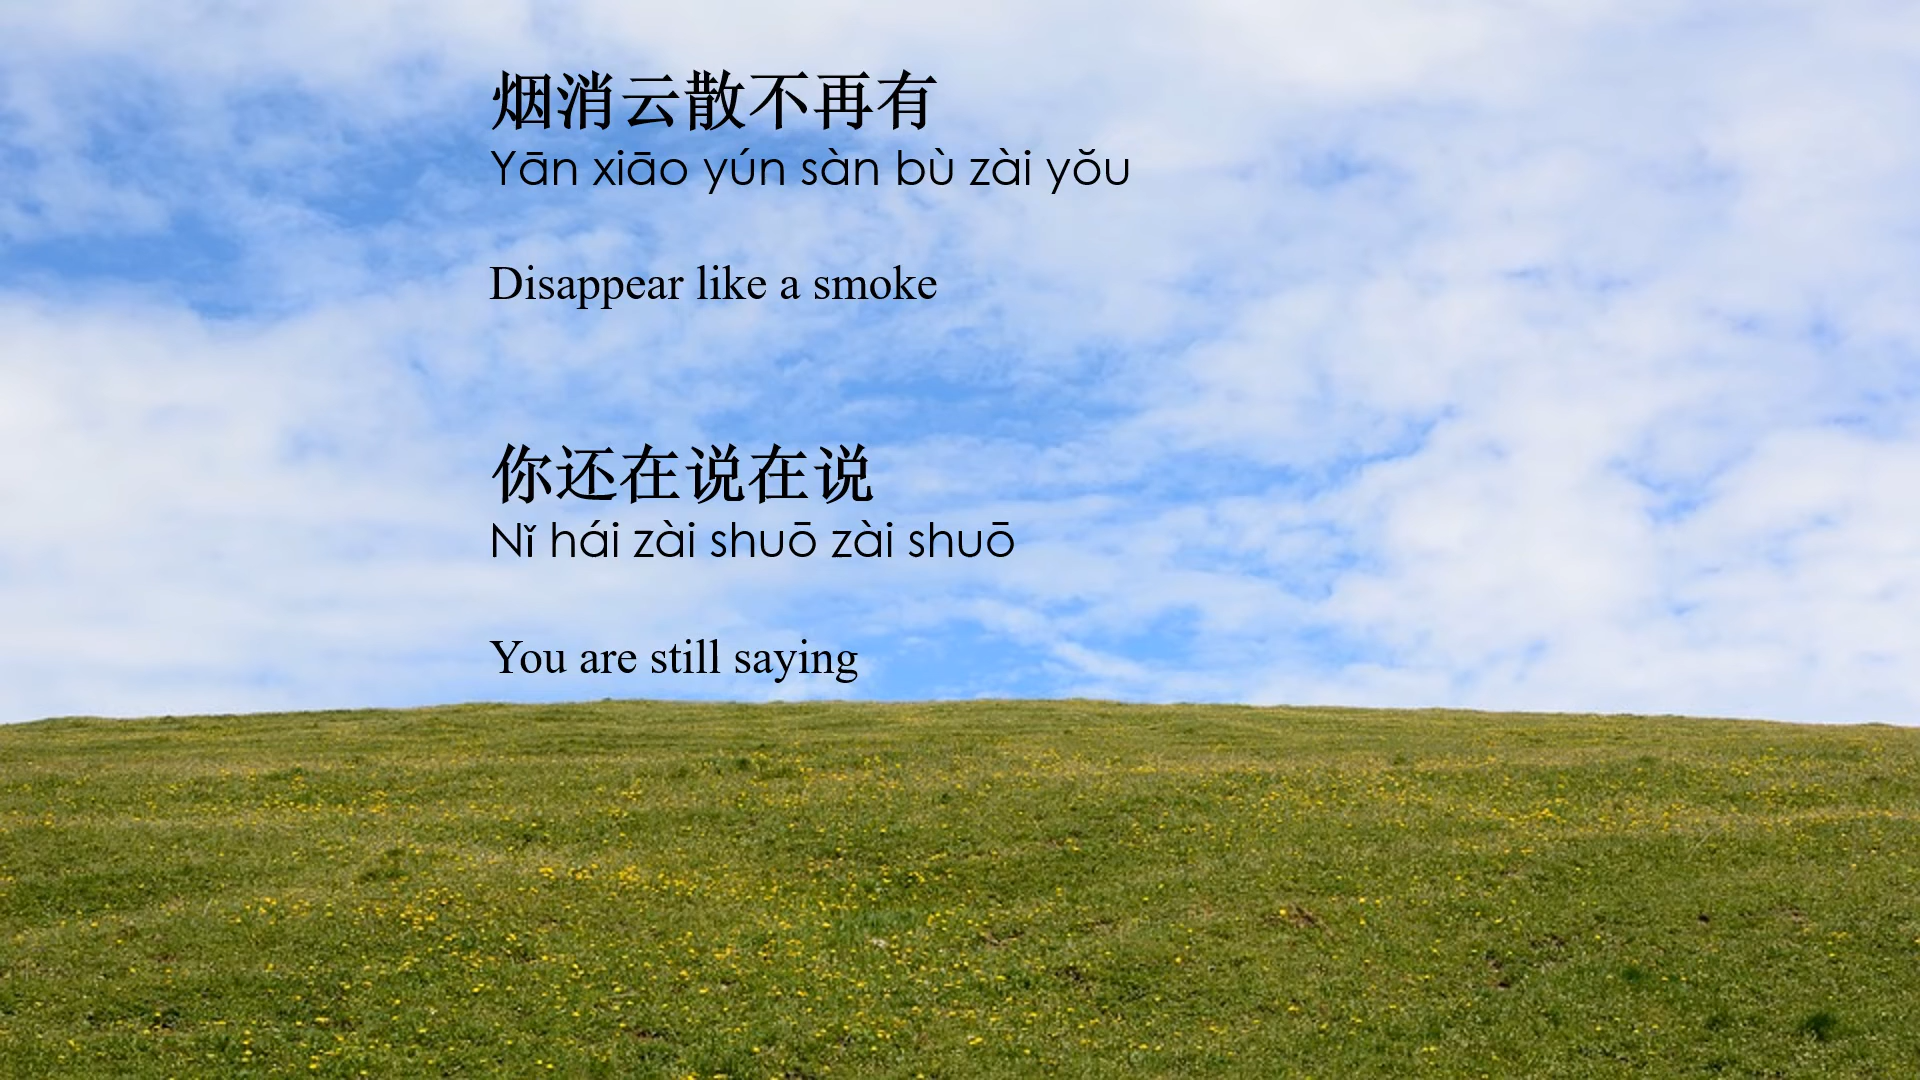 烟消云散不再有
Yān xiāo yún sàn bù zài yŏu
Disappear like a smoke
你还在说在说
Nǐ hái zài shuō zài shuō
You are still saying